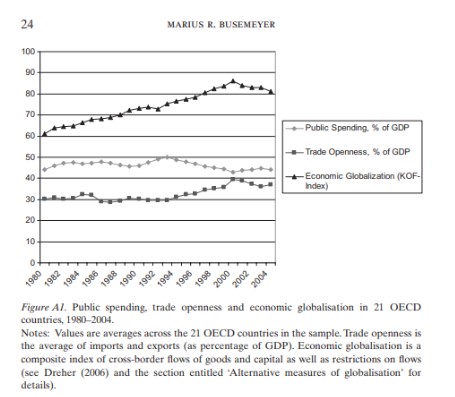 24
MARIUS R. BUSEMEYER
100
90
80
70
60
50
40
30
20
10
0
1980
1982
1984
1986
1988
1990
1992
1994
1996
1998
2000
2002
2004
Public Spending, % of GDP
Trade Openness, % of GDP
Economic Globalization (KOF-
Index)
Figure A1. Public spending, trade openness and economic globalisation in 21 OECD
countries, 1980–2004.
Notes: Values are averages across the 21 OECD countries in the sample. Trade openness is
the average of imports and exports (as percentage of GDP). Economic globalisation is a
composite index of cross-border flows of goods and capital as well as restrictions on flows
(see Dreher (2006) and the section entitled ‘Alternative measures of globalisation’ for
details).